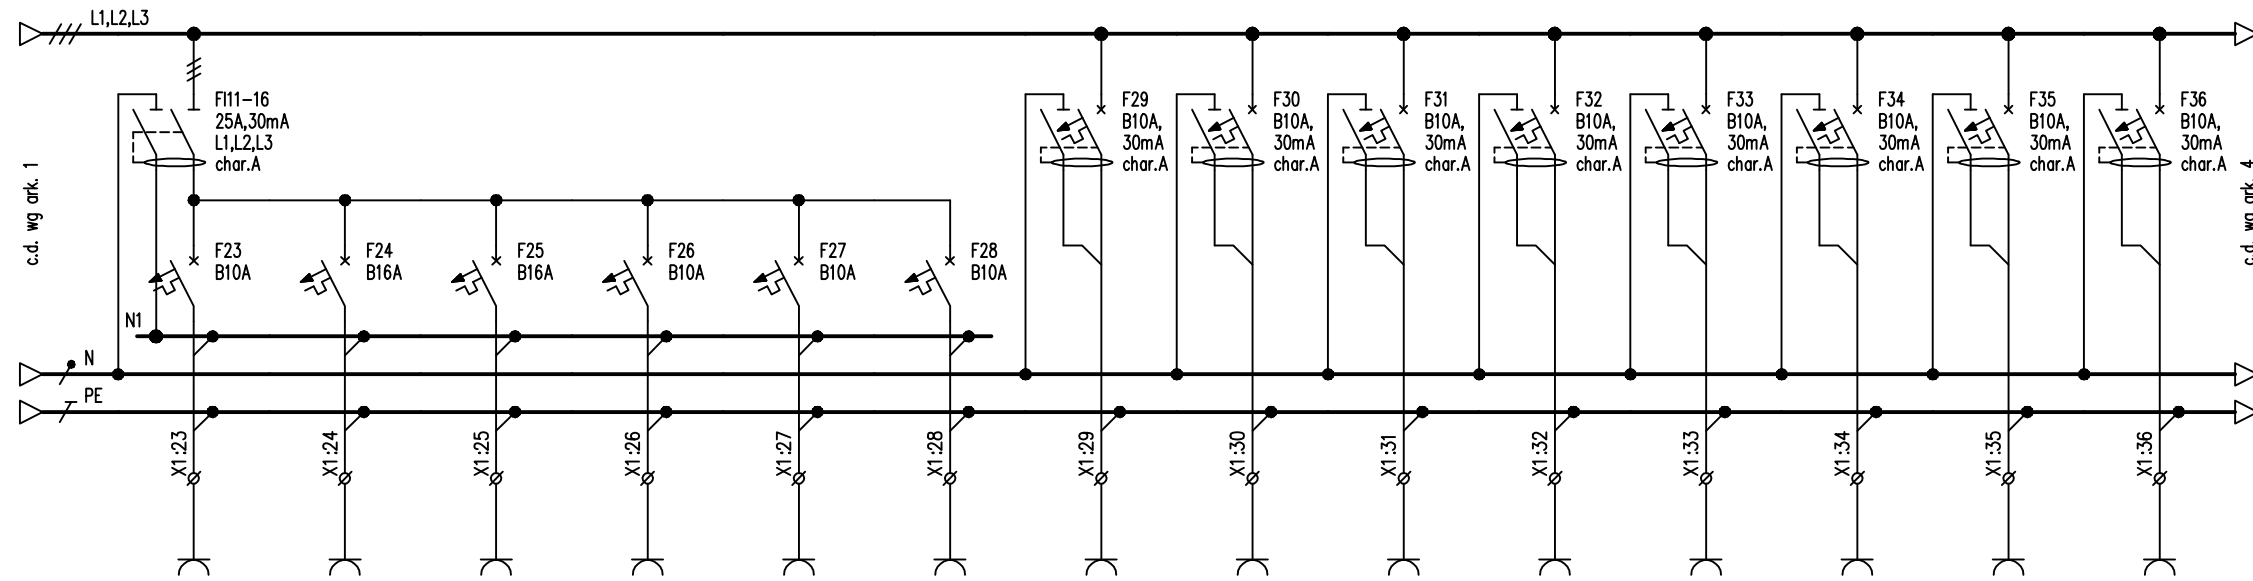 L1,L2,L3
FI11-16
25A,30mA
L1,L2,L3
char.A
F29
B10A,
30mA
char.A
F30
B10A,
30mA
char.A
F31
B10A,
30mA
char.A
F32
B10A,
30mA
char.A
F33
B10A,
30mA
char.A
F34
B10A,
30mA
char.A
F35
B10A,
30mA
char.A
F36
B10A,
30mA
char.A
c.d. wg ark. 1
c.d. wg ark. 4
F23
B10A
F24
B16A
F25
B16A
F26
B10A
F27
B10A
F28
B10A
N1
N
PE
X1:23
X1:24
X1:25
X1:26
X1:27
X1:28
X1:29
X1:30
X1:31
X1:32
X1:33
X1:34
X1:35
X1:36